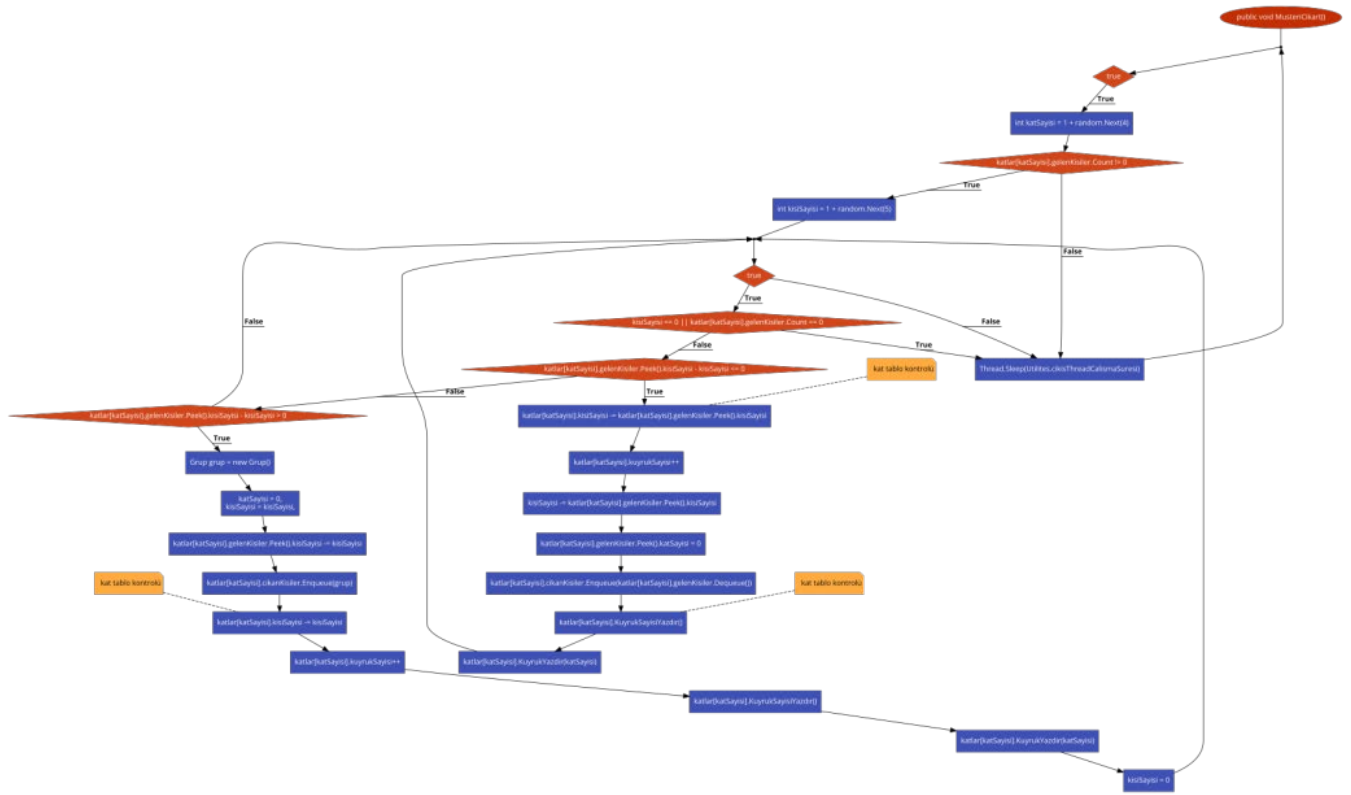 public void MusteriCikar()
true
True
int katSayisi = 1 + random.Next(4)
katlar[katSayisi].gelenKisiler.Count != 0
True
int kisiSayisi = 1 + random.Next(5)
False
true
True
False
False
kisiSayisi == 0 || katlar[katSayisi].gelenKisiler.Count == 0
False
True
katlar[katSayisi].gelenKisiler.Peek().kisiSayisi - kisiSayisi <= 0
kat tablo kontrolü
Thread.Sleep(Utilites.cikisThreadCalismaSuresi)
False
True
katlar[katSayisi].gelenKisiler.Peek().kisiSayisi - kisiSayisi > 0
katlar[katSayisi].kisiSayisi -= katlar[katSayisi].gelenKisiler.Peek().kisiSayisi
True
Grup grup = new Grup()
katlar[katSayisi].kuyrukSayisi++
katSayisi = 0,
kisiSayisi = kisiSayisi,
kisiSayisi -= katlar[katSayisi].gelenKisiler.Peek().kisiSayisi
katlar[katSayisi].gelenKisiler.Peek().kisiSayisi -= kisiSayisi
katlar[katSayisi].gelenKisiler.Peek().katSayisi = 0
kat tablo kontrolü
katlar[katSayisi].cikanKisiler.Enqueue(grup)
katlar[katSayisi].cikanKisiler.Enqueue(katlar[katSayisi].gelenKisiler.Dequeue())
kat tablo kontrolü
katlar[katSayisi].kisiSayisi -= kisiSayisi
katlar[katSayisi].KuyrukSayisiYazdir()
katlar[katSayisi].kuyrukSayisi++
katlar[katSayisi].KuyrukYazdir(katSayisi)
katlar[katSayisi].KuyrukSayisiYazdir()
katlar[katSayisi].KuyrukYazdir(katSayisi)
kisiSayisi = 0